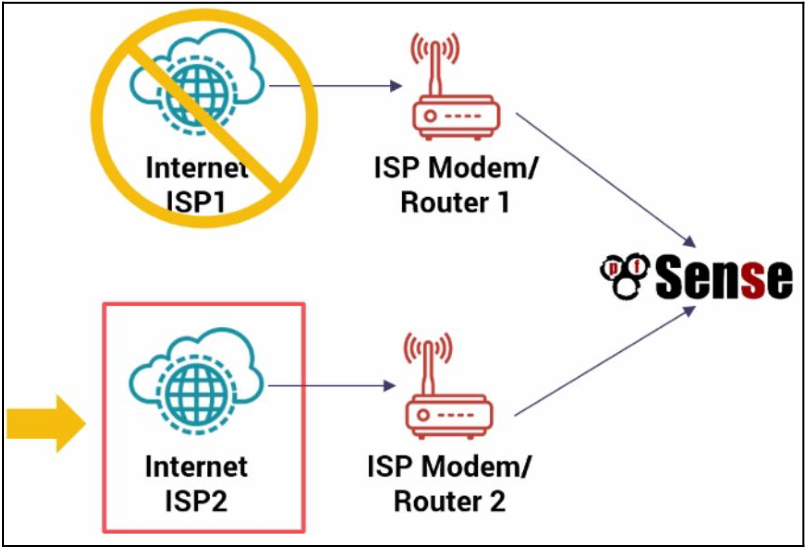 Internet
ISP1
ISP Modem/
Router 1
pfSense
Internet
ISP2
ISP Modem/
Router 2